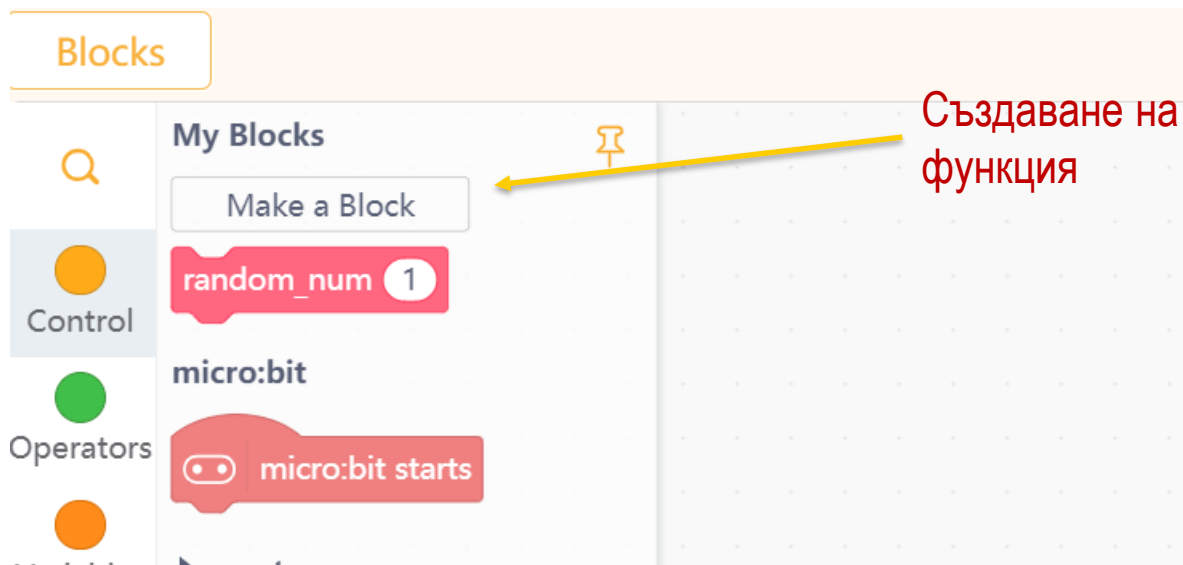 Blocks
My Blocks
Създаване на
функция
Make a Block
random_num 1
Control
micro:bit
Operators
micro:bit starts